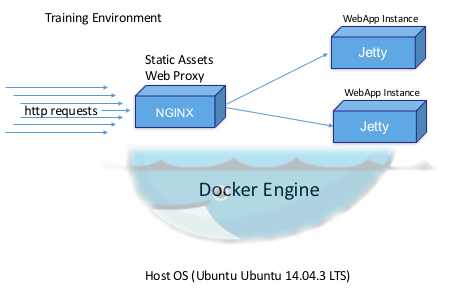 Training Environment
WebApp Instance
Jetty
Static Assets
Web Proxy
WebApp Instance
http requests
NGINX
Jetty
Docker Engine
Host OS (Ubuntu Ubuntu 14.04.3 LTS)